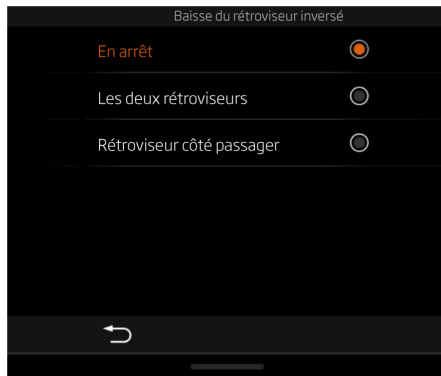 Baisse du rétroviseur inversé
En arrêt
Les deux rétroviseurs
Rétroviseur côté passager